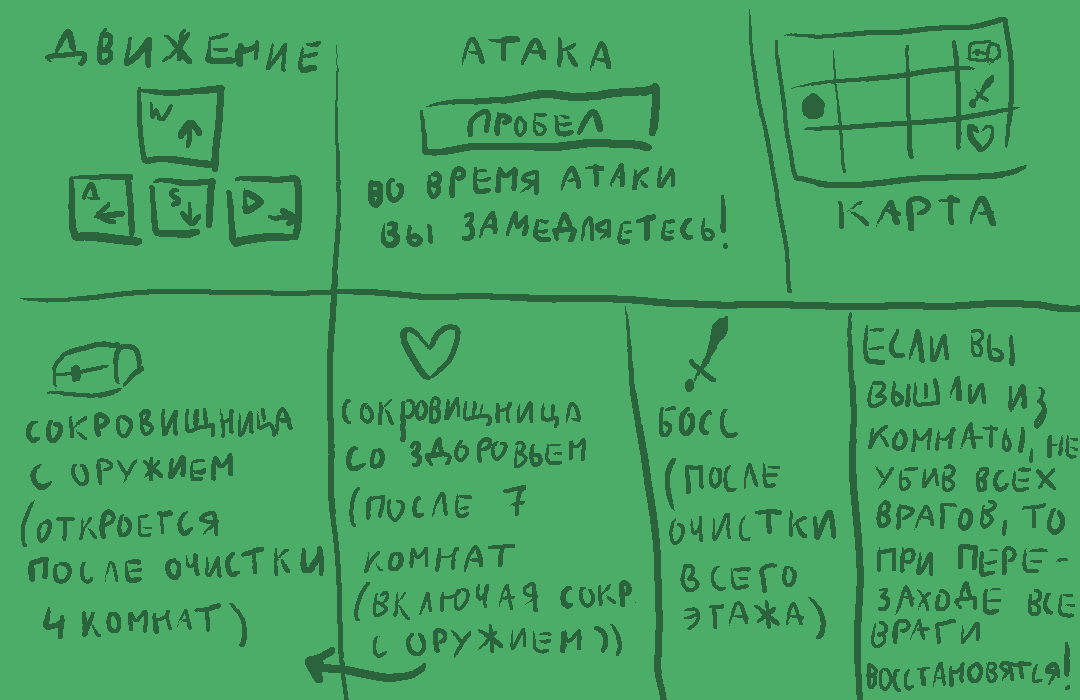 ДВИЖЕНИЕ
W
A
S
D
АТАКА
ПРОБЕЛ
ВО ВРЕМЯ АТАКИ
ВЫ ЗАМЕДЛЯЕТЕСЬ!
КАРТА
СОКРОВИЩНИЦА
С ОРУЖИЕМ
(ОТКРОЕТСЯ
ПОСЛЕ ОЧИСТКИ
4 КОМНАТ)
СОКРОВИЩНИЦА
СО ЗДОРОВЬЕМ
(ПОСЛЕ 7
КОМНАТ
(ВКЛЮЧАЯ СОКР.
С ОРУЖИЕМ))
БОСС
(ПОСЛЕ
ОЧИСТКИ
ВСЕГО
ЭТАЖА)
ЕСЛИ ВЫ
ВЫШЛИ ИЗ
КОМНАТЫ, НЕ
УБИВ ВСЕХ
ВРАГОВ, ТО
ПРИ ПЕРЕ-
ЗАХОДЕ ВСЕ
ВРАГИ
ВОССТАНОВЯТСЯ!